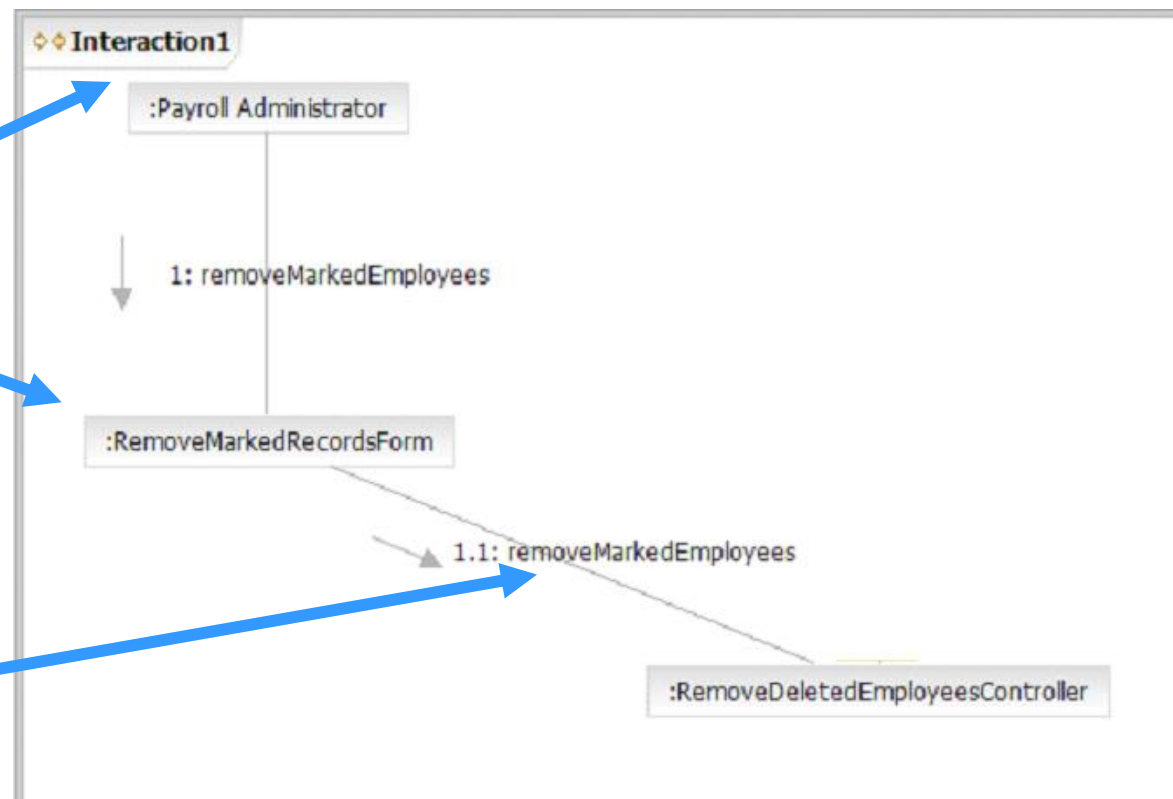 Interaction1
:Payroll Administrator
1: removeMarkedEmployees
:RemoveMarkedRecordsForm
1.1: removeMarkedEmployees
:RemoveDeletedEmployeesController